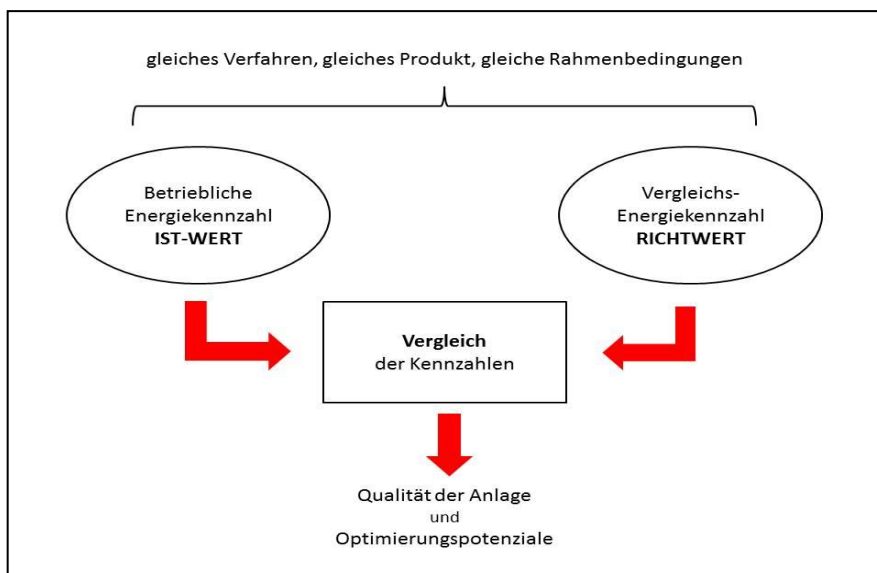 gleiches Verfahren, gleiches Produkt, gleiche Rahmenbedingungen
Betriebliche
Energiekennzahl
IST-WERT
Vergleichs-
Energiekennzahl
RICHTWERT
Vergleich
der Kennzahlen
Qualität der Anlage
und
Optimierungspotenziale